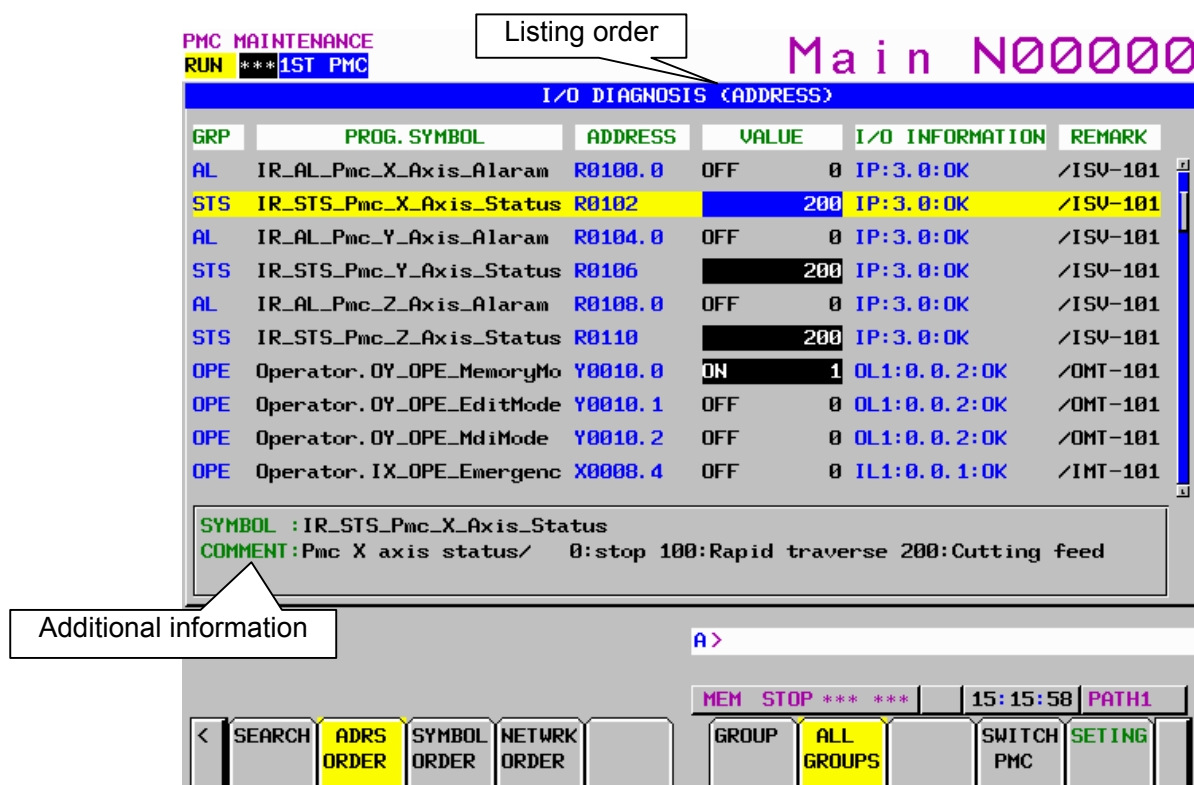 Listing order
PMC MAINTENANCE
Main N00000
RUN ***1ST PMC
I/O DIAGNOSIS (ADDRESS)
GRP PROG.SYMBOL ADDRESS VALUE I/O INFORMATION REMARK
AL IR_AL_Pmc_X_Axis_Alaram R0100.0 OFF 0 IP:3.0:OK /ISV-101
STS IR_STS_Pmc_X_Axis_Status R0102 200 IP:3.0:OK /ISV-101
AL IR_AL_Pmc_Y_Axis_Alaram R0104.0 OFF 0 IP:3.0:OK /ISV-101
STS IR_STS_Pmc_Y_Axis_Status R0106 200 IP:3.0:OK /ISV-101
AL IR_AL_Pmc_Z_Axis_Alaram R0108.0 OFF 0 IP:3.0:OK /ISV-101
STS IR_STS_Pmc_Z_Axis_Status R0110 200 IP:3.0:OK /ISV-101
OPE Operator.OY_OPE_MemoryMo Y0010.0 ON 1 OL1:0.0.2:OK /OMT-101
OPE Operator.OY_OPE_EditMode Y0010.1 OFF 0 OL1:0.0.2:OK /OMT-101
OPE Operator.OY_OPE_MdiMode Y0010.2 OFF 0 OL1:0.0.2:OK /OMT-101
OPE Operator.IX_OPE_Emergenc X0008.4 OFF 0 IL1:0.0.1:OK /IMT-101
SYMBOL :IR_STS_Pmc_X_Axis_Status
COMMENT:Pmc X axis status/ 0:stop 100:Rapid traverse 200:Cutting feed
Additional information
A>
MEM STOP *** *** 15:15:58 PATH1
< SEARCH ADRS SYMBOL NETWRK GROUP ALL SWITCH SETING
ORDER ORDER ORDER GROUPS PMC